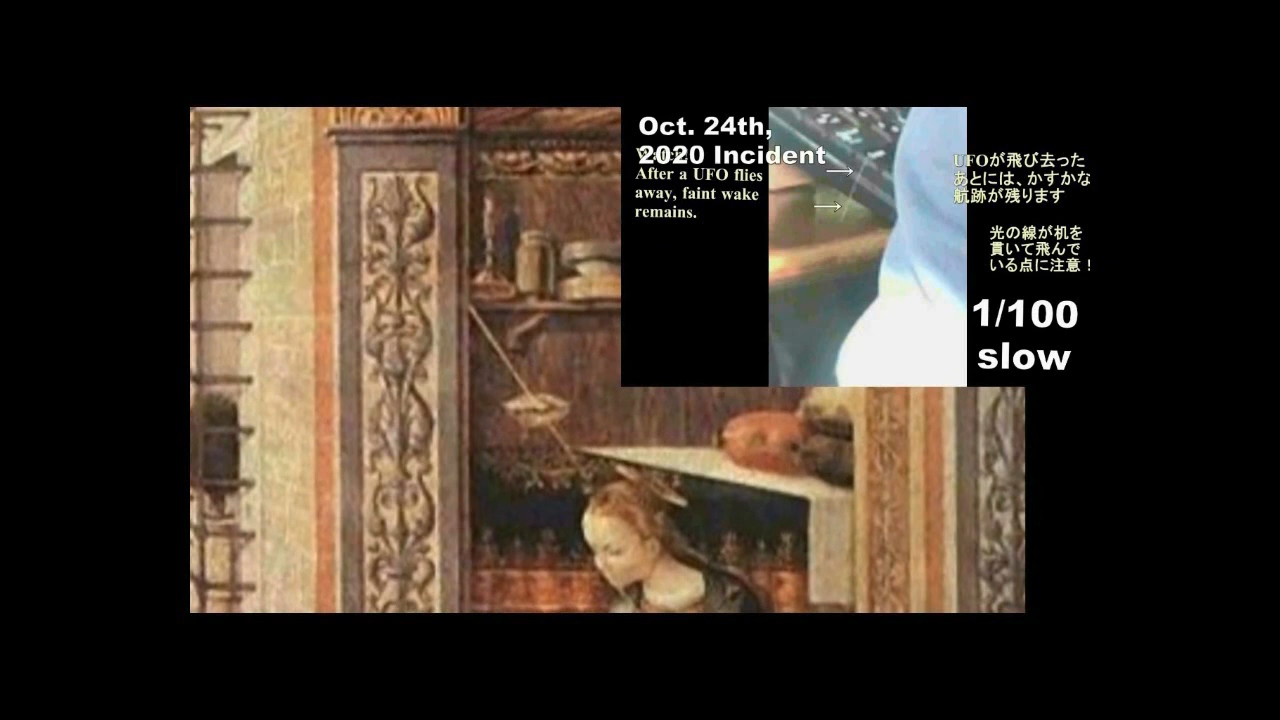 Oct. 24th,
2020 Incident
After a UFO flies
away, faint wake
remains.
UFOが飛び去った
あとには、かすかな
航跡が残ります
光の線が机を
貫いて飛んで
いる点に注意！
1/100
slow